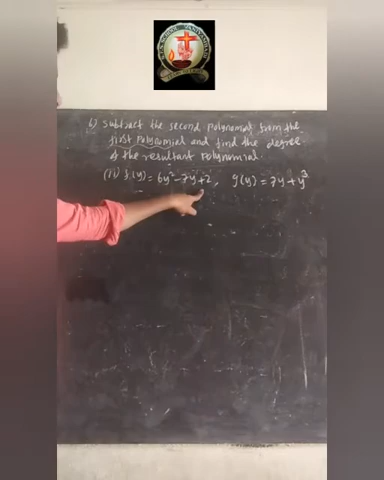 6) Subtract the second polynomial from the
first polynomial and find the degree
of the resultant polynomial
(ii) f(y) = 6y² - 7y + 2, g(y) = 7y + y³